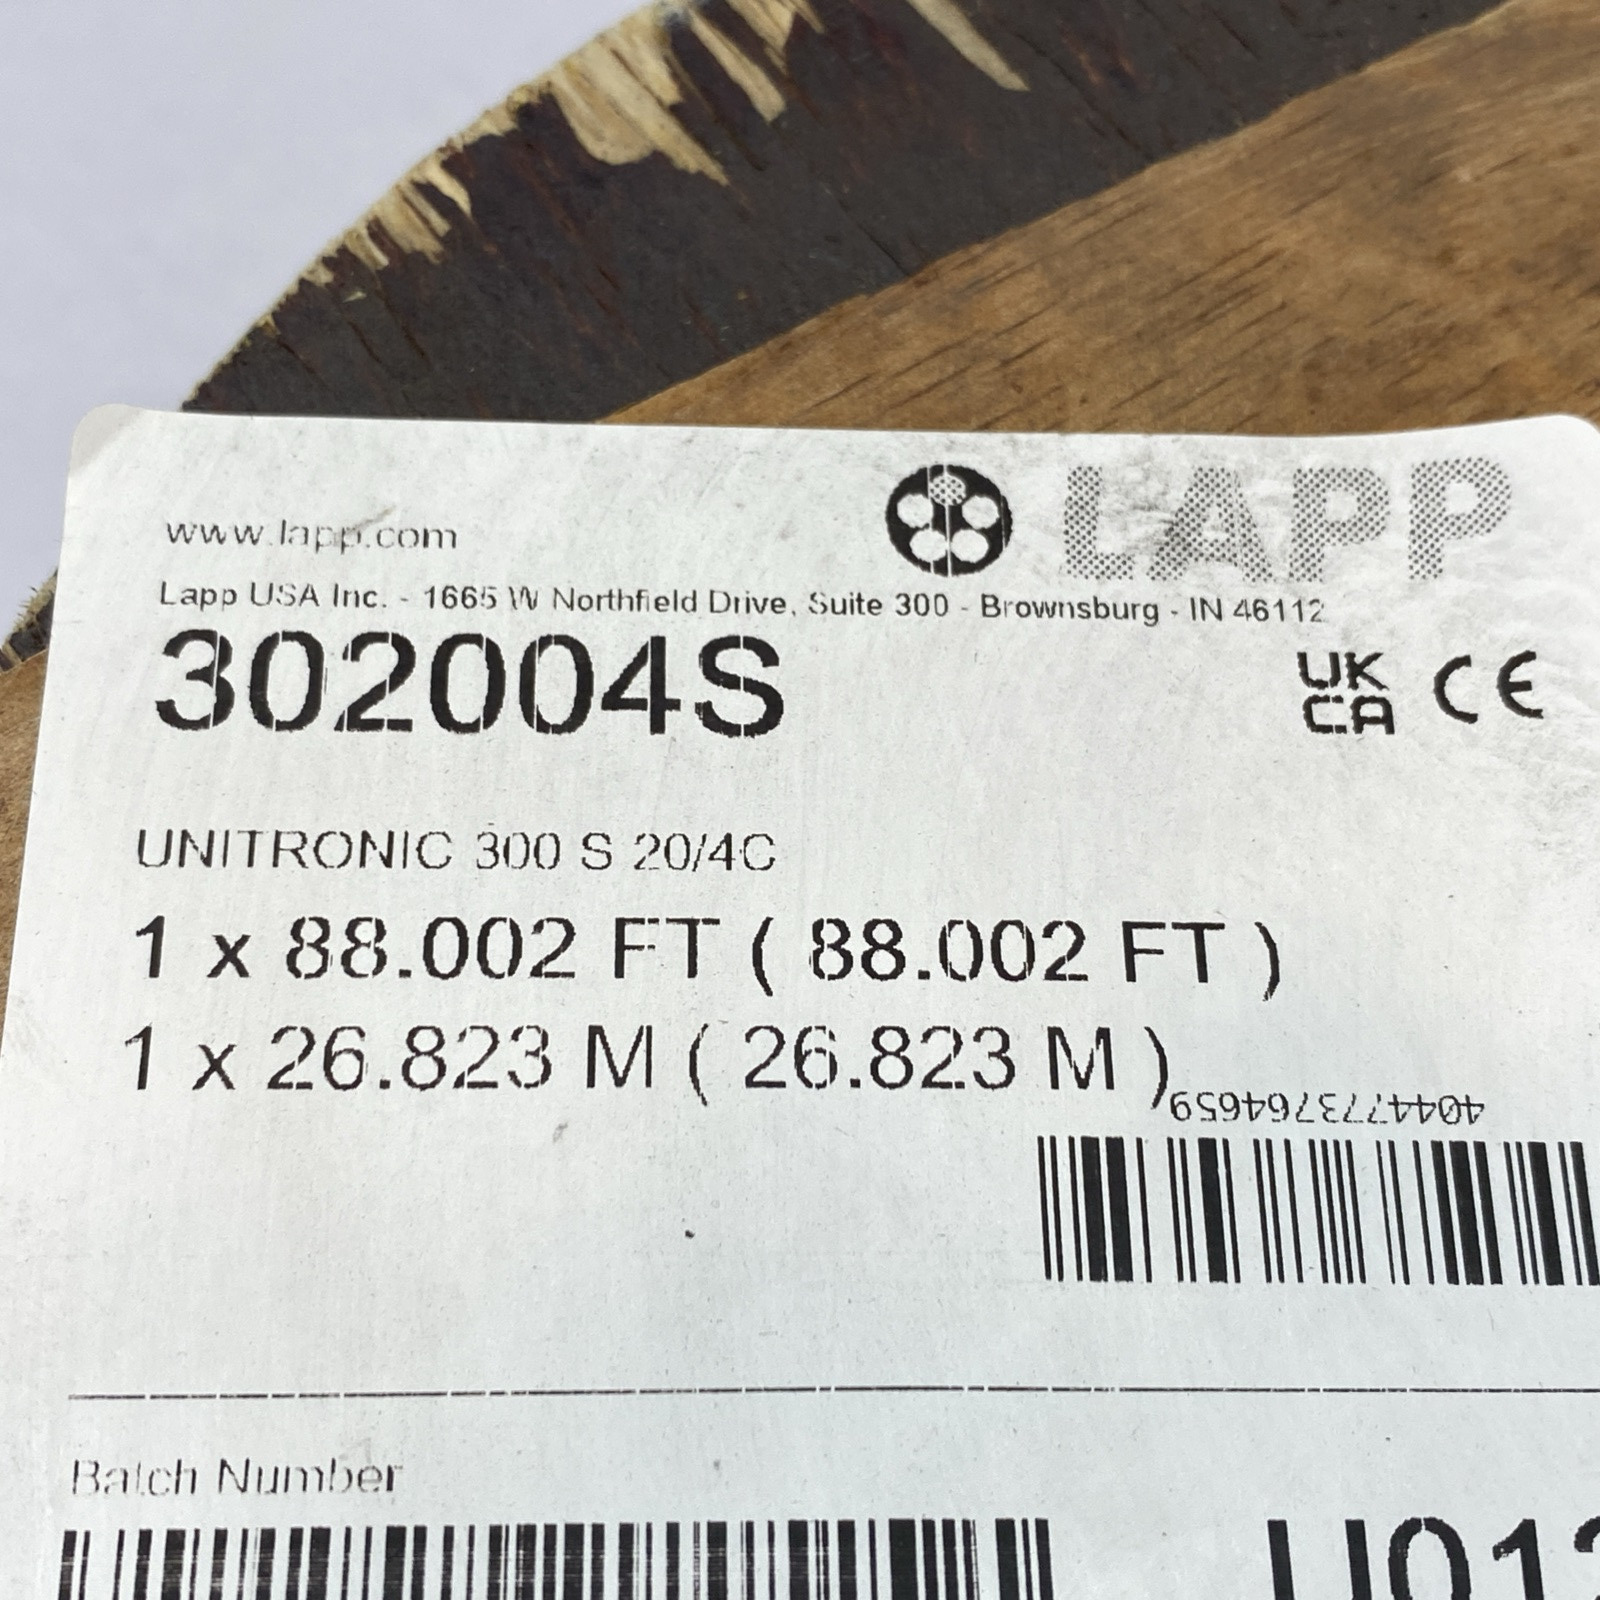 www.lapp.com
LAPP
Lapp USA Inc. - 1665 W Northfield Drive, Suite 300 - Brownsburg - IN 46112
302004S
UK
CA CE
UNITRONIC 300 S 20/4C
1 x 88.002 FT ( 88.002 FT )
1 x 26.823 M ( 26.823 M )
4044773764659
Batch Number